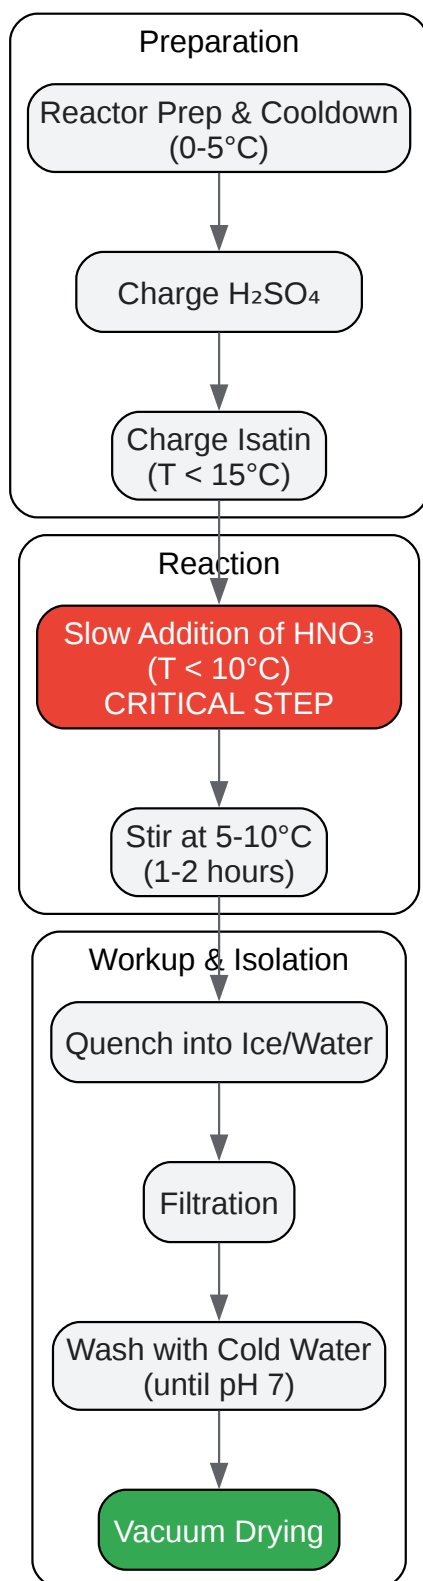 Preparation
Reactor Prep & Cooldown
(0-5°C)
Charge H₂SO₄
Charge Isatin
(T < 15°C)
Reaction
Slow Addition of HNO₃
(T < 10°C)
CRITICAL STEP
Stir at 5-10°C
(1-2 hours)
Workup & Isolation
Quench into Ice/Water
Filtration
Wash with Cold Water
(until pH 7)
Vacuum Drying